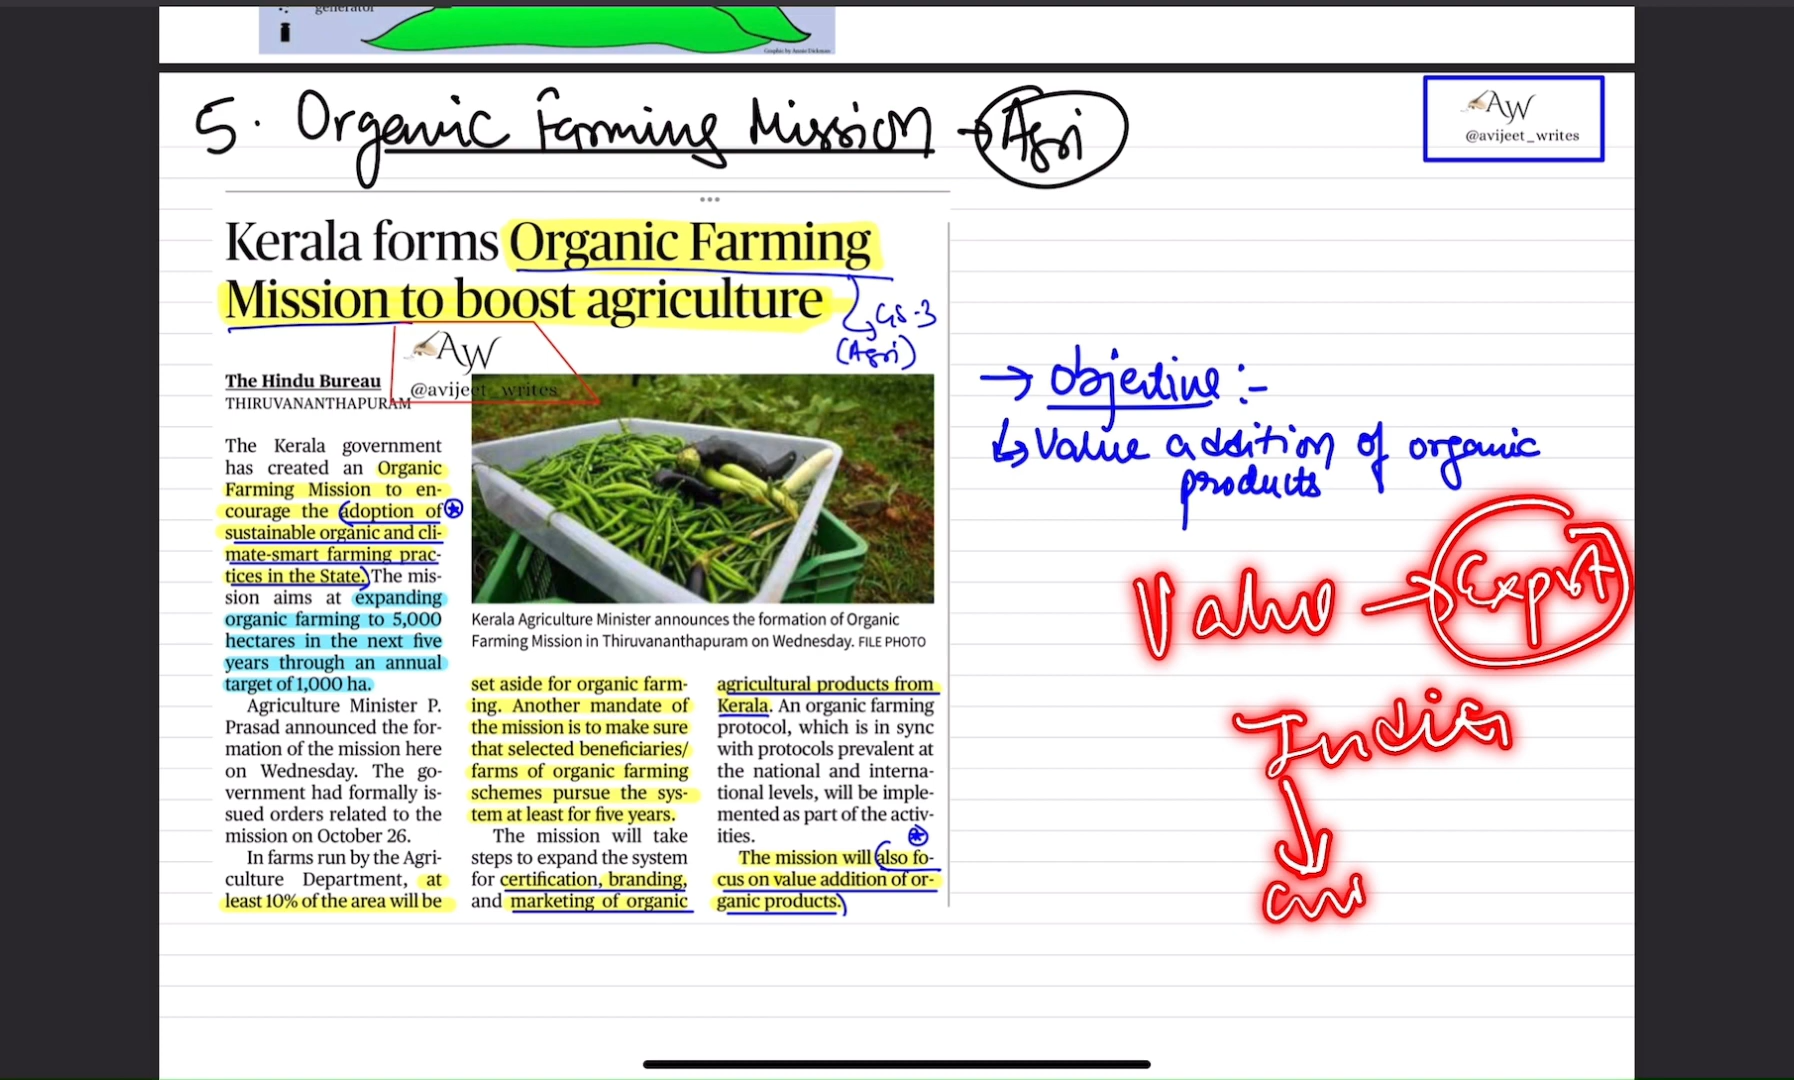 generator
Graphic by Annie Dickman
5. Organic Farming Mission → Agri
AW
@avijeet_writes
Kerala forms Organic Farming
Mission to boost agriculture
GS-3
(Agri)
AW
@avijeet_writes
The Hindu Bureau
THIRUVANANTHAPURAM
The Kerala government
has created an Organic
Farming Mission to en-
courage the adoption of
sustainable organic and cli-
mate-smart farming prac-
tices in the State. The mis-
sion aims at expanding
organic farming to 5,000
hectares in the next five
years through an annual
target of 1,000 ha.
Agriculture Minister P.
Prasad announced the for-
mation of the mission here
on Wednesday. The go-
vernment had formally is-
sued orders related to the
mission on October 26.
In farms run by the Agri-
culture Department, at
least 10% of the area will be
Kerala Agriculture Minister announces the formation of Organic
Farming Mission in Thiruvananthapuram on Wednesday. FILE PHOTO
set aside for organic farm-
ing. Another mandate of
the mission is to make sure
that selected beneficiaries/
farms of organic farming
schemes pursue the sys-
tem at least for five years.
The mission will take
steps to expand the system
for certification, branding,
and marketing of organic
agricultural products from
Kerala. An organic farming
protocol, which is in sync
with protocols prevalent at
the national and interna-
tional levels, will be imple-
mented as part of the activ-
ities.
The mission will also fo-
cus on value addition of or-
ganic products.
→ Objective :-
↳ Value addition of organic
products
Value → Export
India
↓